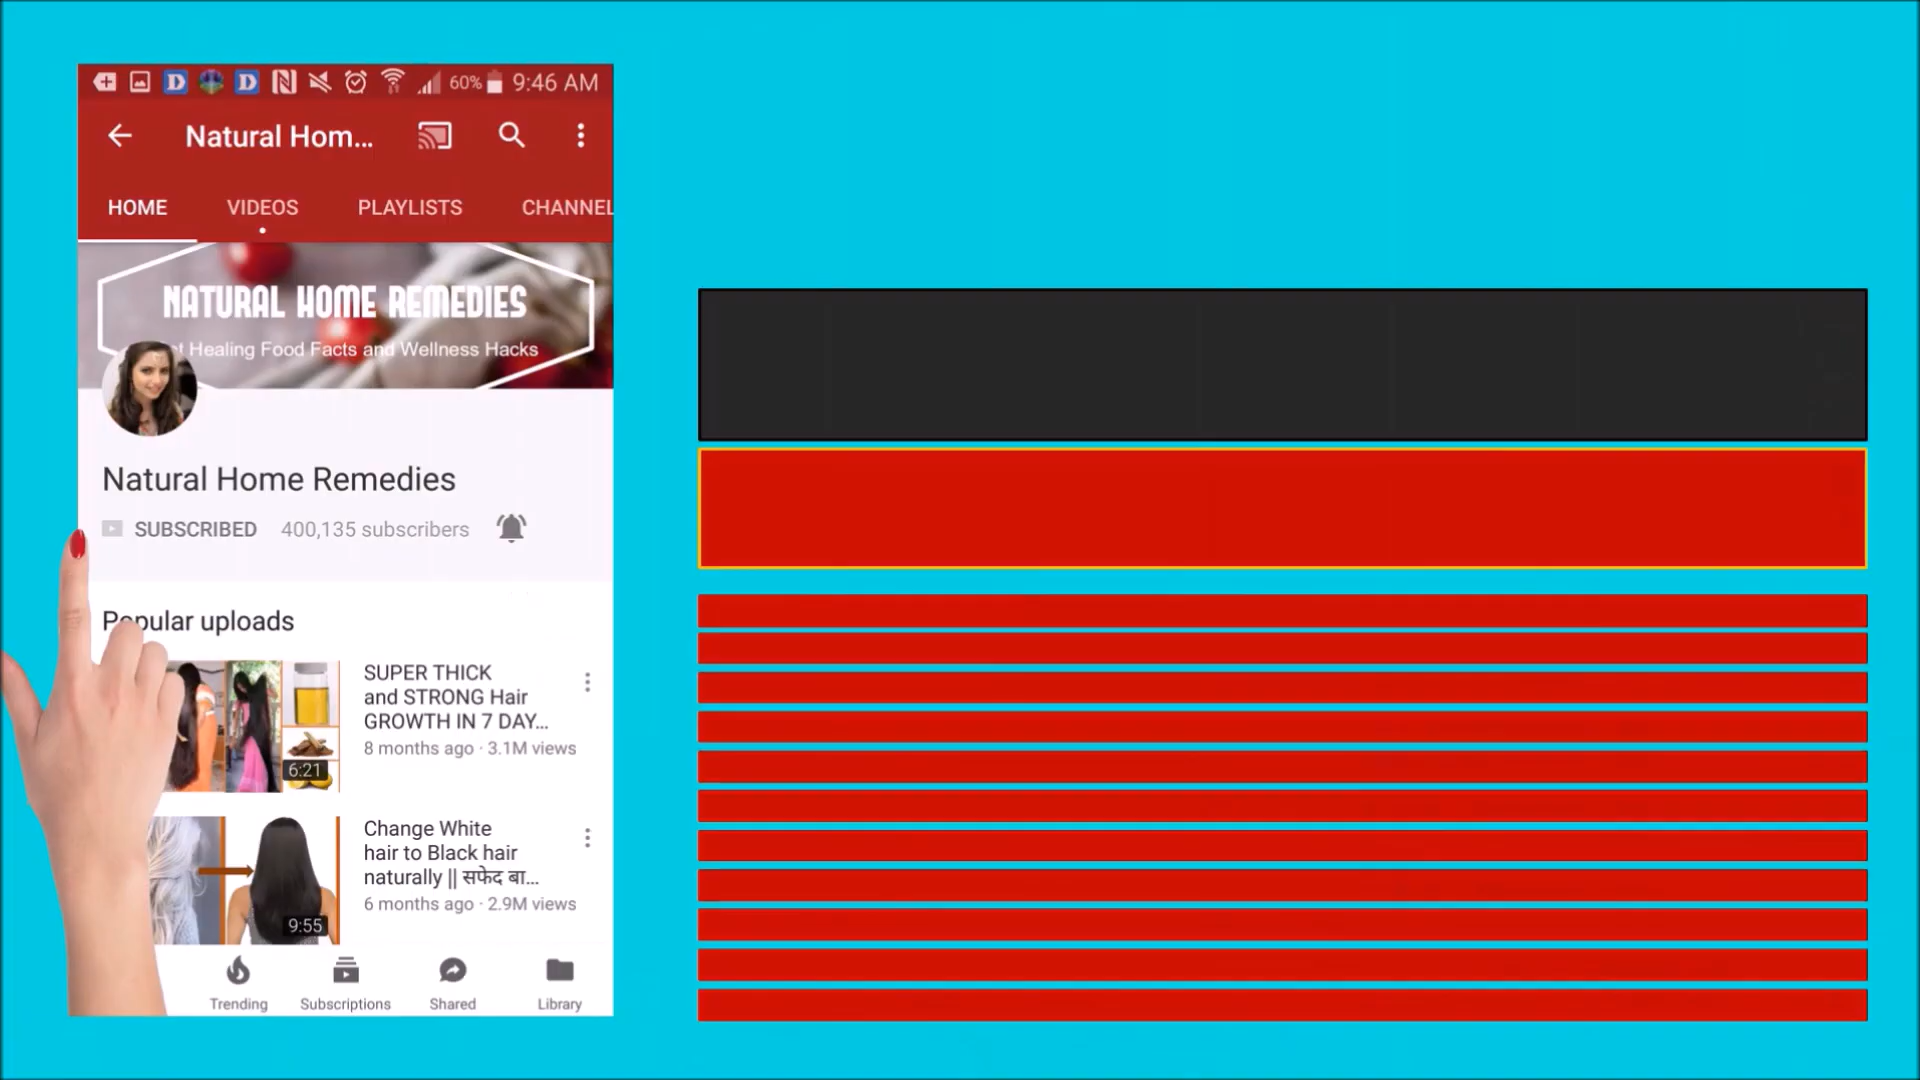 60% 9:46 AM
Natural Hom...
HOME VIDEOS PLAYLISTS CHANNEL
NATURAL HOME REMEDIES
Healing Food Facts and Wellness Hacks
Natural Home Remedies
SUBSCRIBED 400,135 subscribers
Popular uploads
SUPER THICK
and STRONG Hair
GROWTH IN 7 DAY...
8 months ago · 3.1M views
6:21
Change White
hair to Black hair
naturally || सफेद बा...
6 months ago · 2.9M views
9:55
Trending Subscriptions Shared Library